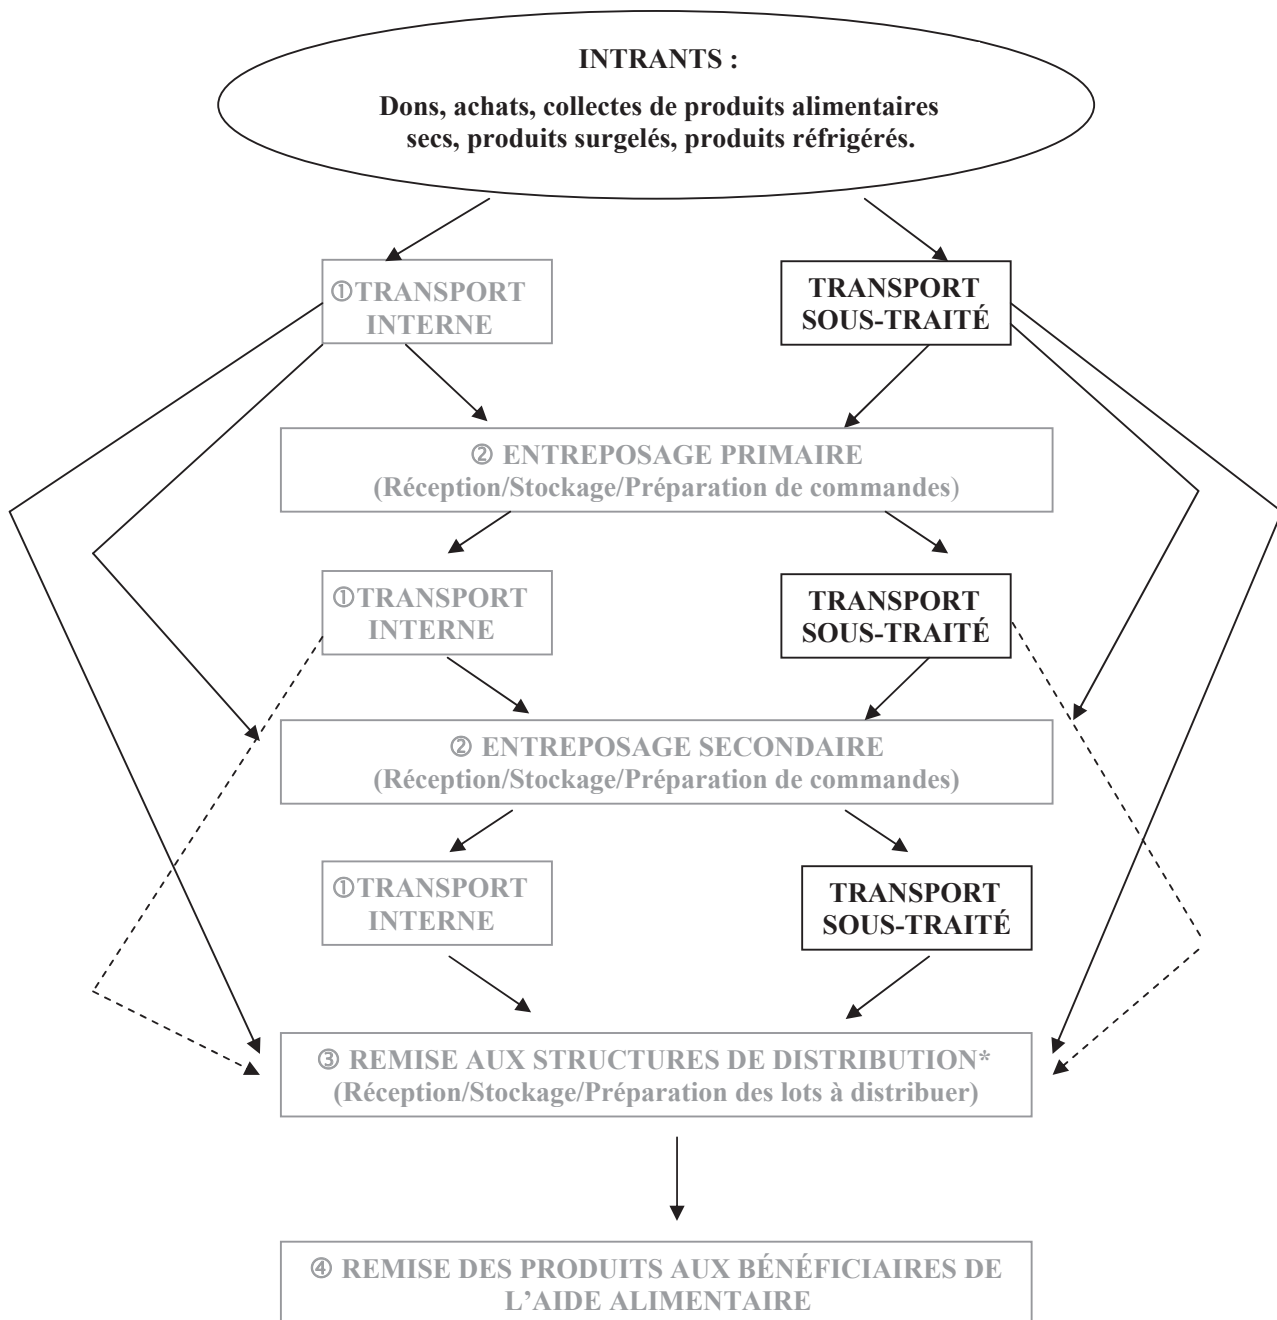 INTRANTS :
Dons, achats, collectes de produits alimentaires
secs, produits surgelés, produits réfrigérés.
①TRANSPORT
INTERNE
TRANSPORT
SOUS-TRAITÉ
② ENTREPOSAGE PRIMAIRE
(Réception/Stockage/Préparation de commandes)
①TRANSPORT
INTERNE
TRANSPORT
SOUS-TRAITÉ
② ENTREPOSAGE SECONDAIRE
(Réception/Stockage/Préparation de commandes)
①TRANSPORT
INTERNE
TRANSPORT
SOUS-TRAITÉ
③ REMISE AUX STRUCTURES DE DISTRIBUTION*
(Réception/Stockage/Préparation des lots à distribuer)
④ REMISE DES PRODUITS AUX BÉNÉFICIAIRES DE
L’AIDE ALIMENTAIRE